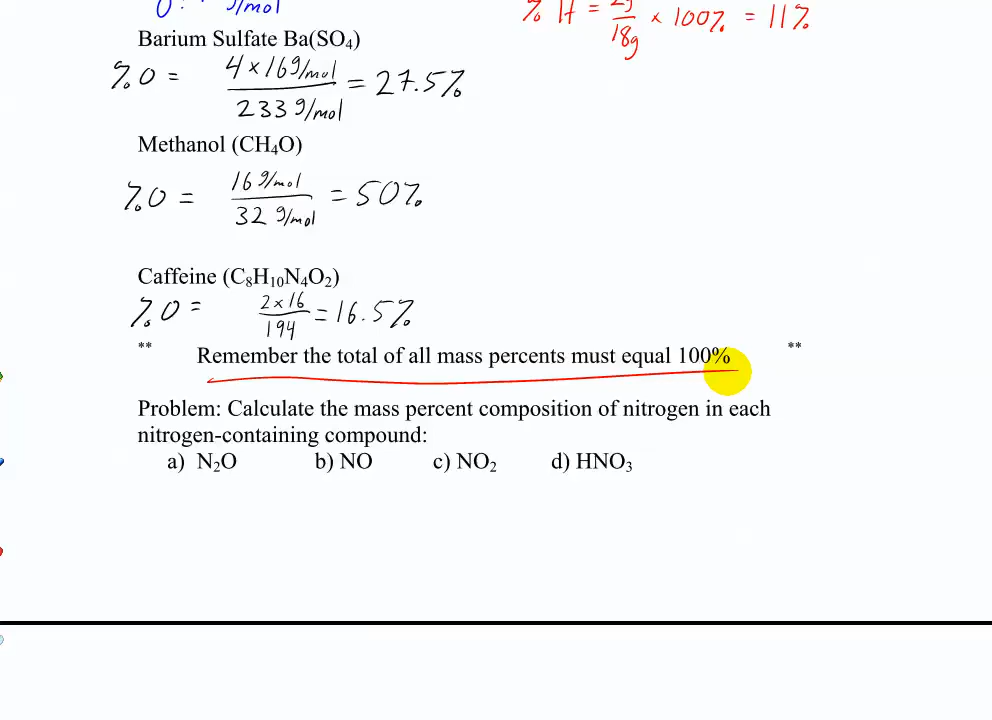 % H = 2g/18g × 100% = 11%
Barium Sulfate Ba(SO₄)
%O = 4×16g/mol / 233g/mol = 27.5%
Methanol (CH₄O)
%O = 16g/mol / 32g/mol = 50%
Caffeine (C₈H₁₀N₄O₂)
%O = 2×16 / 194 = 16.5%
** Remember the total of all mass percents must equal 100% **
Problem: Calculate the mass percent composition of nitrogen in each
nitrogen-containing compound:
a) N₂O b) NO c) NO₂ d) HNO₃